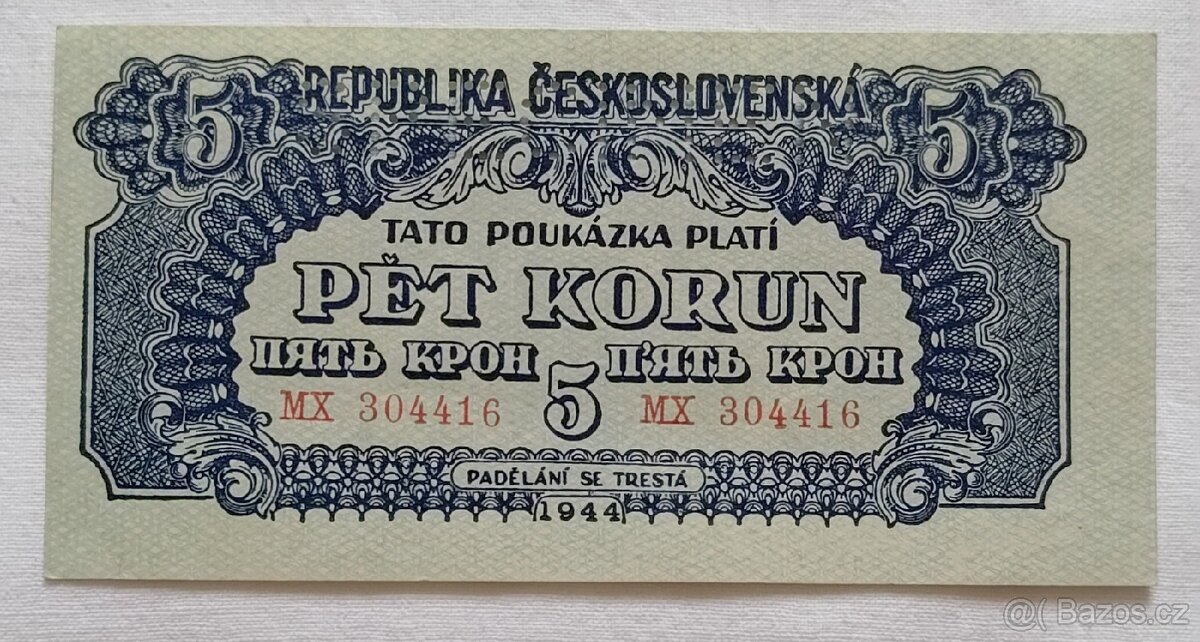 5 REPUBLIKA ČESKOSLOVENSKÁ 5
TATO POUKÁZKA PLATÍ
PĚT KORUN
ПЯТЬ КРОН 5 П'ЯТЬ КРОН
MX 304416 MX 304416
PADĚLÁNÍ SE TRESTÁ
1944
@( Bazos.cz